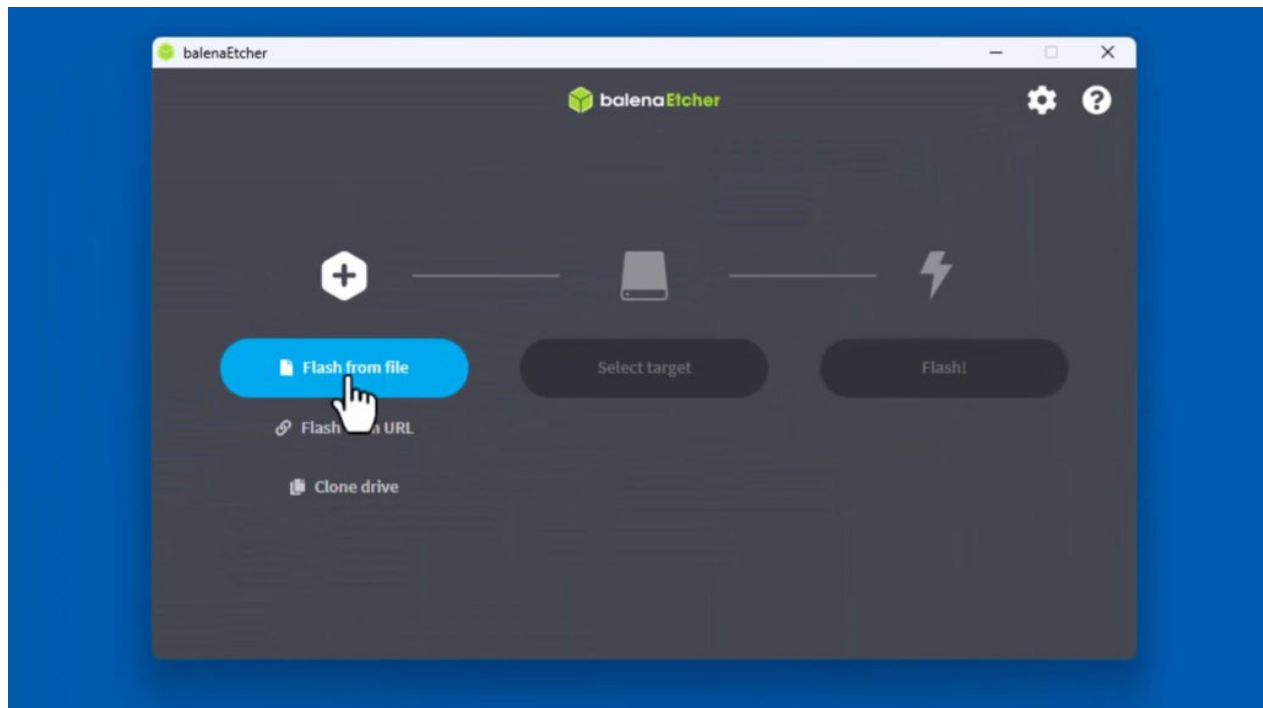 balenaEtcher
balenaEtcher
Flash from file
Select target
Flash!
Flash URL
Clone drive